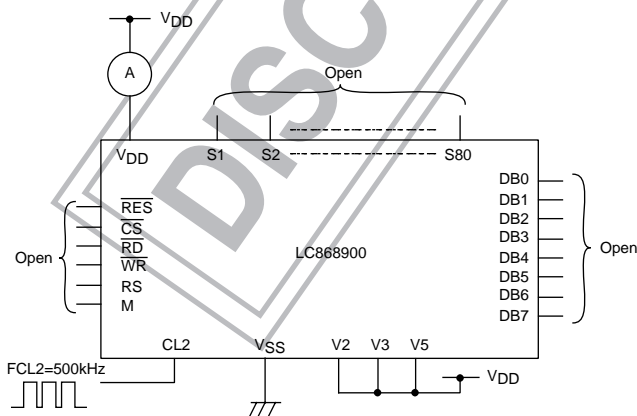 VDD
A
Open
VDD
S1
S2
S80
RES
CS
RD
WR
RS
M
Open
LC868900
DB0
DB1
DB2
DB3
DB4
DB5
DB6
DB7
Open
CL2
VSS
V2
V3
V5
FCL2=500kHz
VDD
DISC